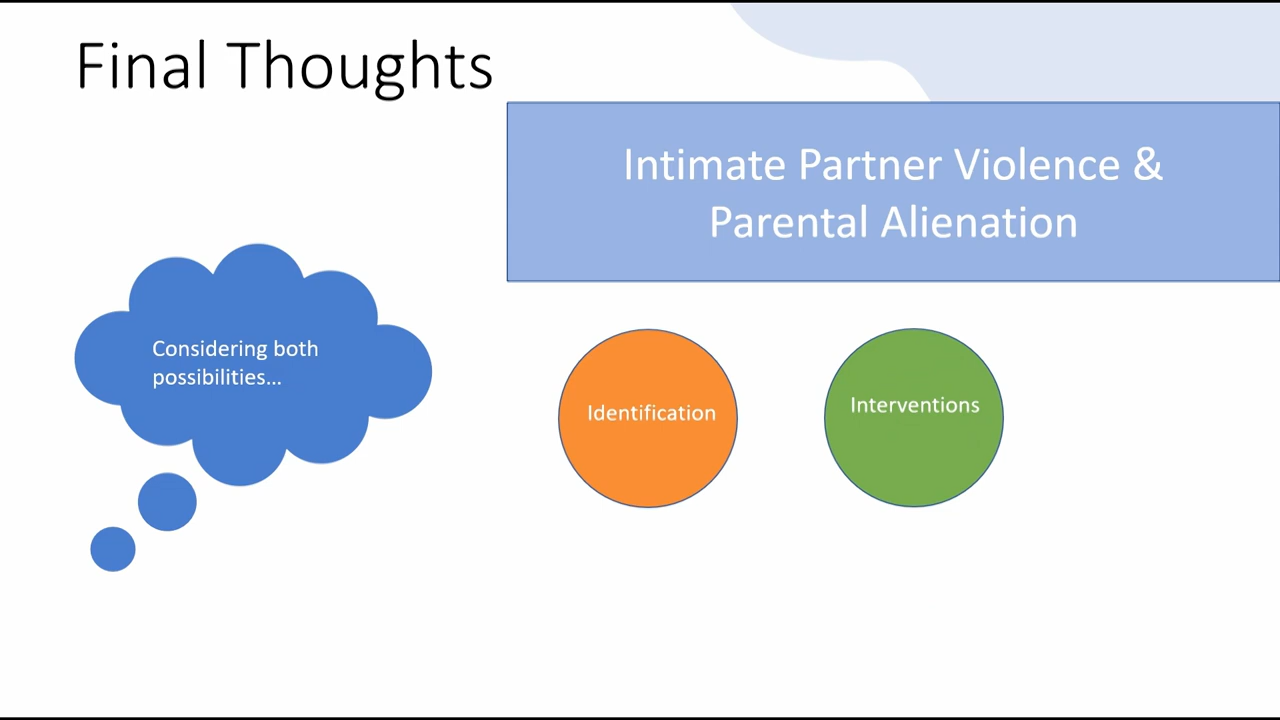 Final Thoughts
Intimate Partner Violence &
Parental Alienation
Considering both
possibilities...
Identification
Interventions